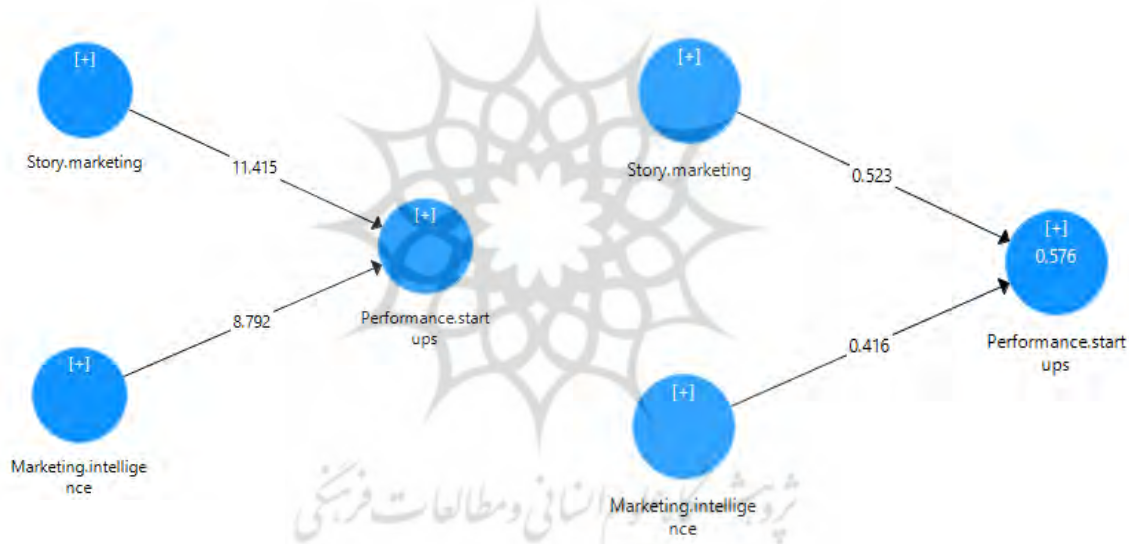 [+]
Story.marketing
11.415
[+]
Performance.start
ups
8.792
[+]
Marketing.intellige
nce
[+]
Story.marketing
0.523
[+]
0.576
Performance.start
ups
0.416
[+]
Marketing.intellige
nce
پژوهشگاه علوم انسانی و مطالعات فرهنگی